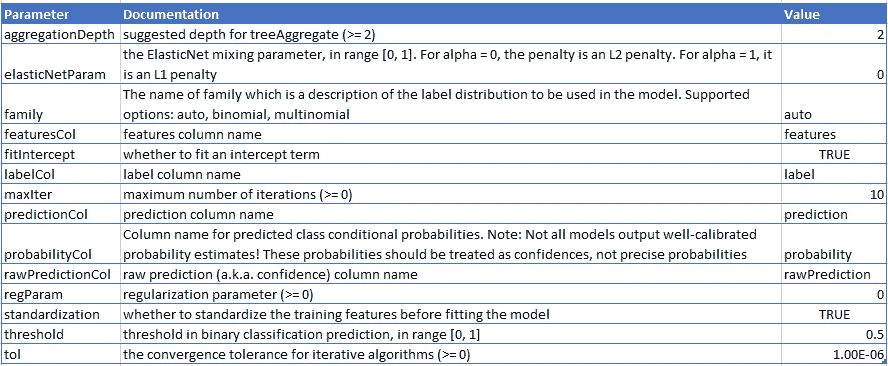 Parameter Documentation Value
aggregationDepth suggested depth for treeAggregate (>= 2) 2
the ElasticNet mixing parameter, in range [0, 1]. For alpha = 0, the penalty is an L2 penalty. For alpha = 1, it
elasticNetParam is an L1 penalty 0
The name of family which is a description of the label distribution to be used in the model. Supported
family options: auto, binomial, multinomial auto
featuresCol features column name features
fitIntercept whether to fit an intercept term TRUE
labelCol label column name label
maxIter maximum number of iterations (>= 0) 10
predictionCol prediction column name prediction
Column name for predicted class conditional probabilities. Note: Not all models output well-calibrated
probabilityCol probability estimates! These probabilities should be treated as confidences, not precise probabilities probability
rawPredictionCol raw prediction (a.k.a. confidence) column name rawPrediction
regParam regularization parameter (>= 0) 0
standardization whether to standardize the training features before fitting the model TRUE
threshold threshold in binary classification prediction, in range [0, 1] 0.5
tol the convergence tolerance for iterative algorithms (>= 0) 1.00E-06